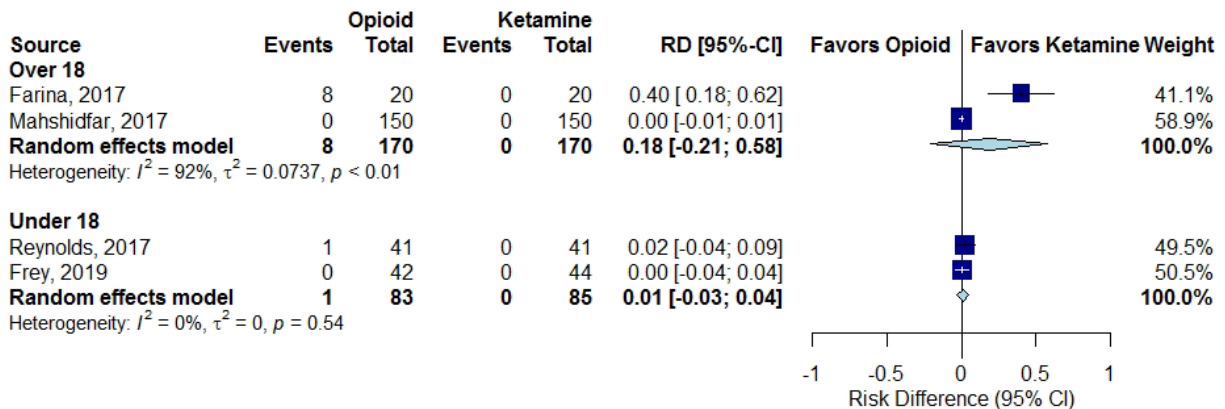 Opioid Ketamine
Source Events Total Events Total RD [95%-CI] Favors Opioid Favors Ketamine Weight
Over 18
Farina, 2017 8 20 0 20 0.40 [ 0.18; 0.62] 41.1%
Mahshidfar, 2017 0 150 0 150 0.00 [-0.01; 0.01] 58.9%
Random effects model 8 170 0 170 0.18 [-0.21; 0.58] 100.0%
Heterogeneity: I² = 92%, τ² = 0.0737, p < 0.01
Under 18
Reynolds, 2017 1 41 0 41 0.02 [-0.04; 0.09] 49.5%
Frey, 2019 0 42 0 44 0.00 [-0.04; 0.04] 50.5%
Random effects model 1 83 0 85 0.01 [-0.03; 0.04] 100.0%
Heterogeneity: I² = 0%, τ² = 0, p = 0.54
-1 -0.5 0 0.5 1
Risk Difference (95% CI)